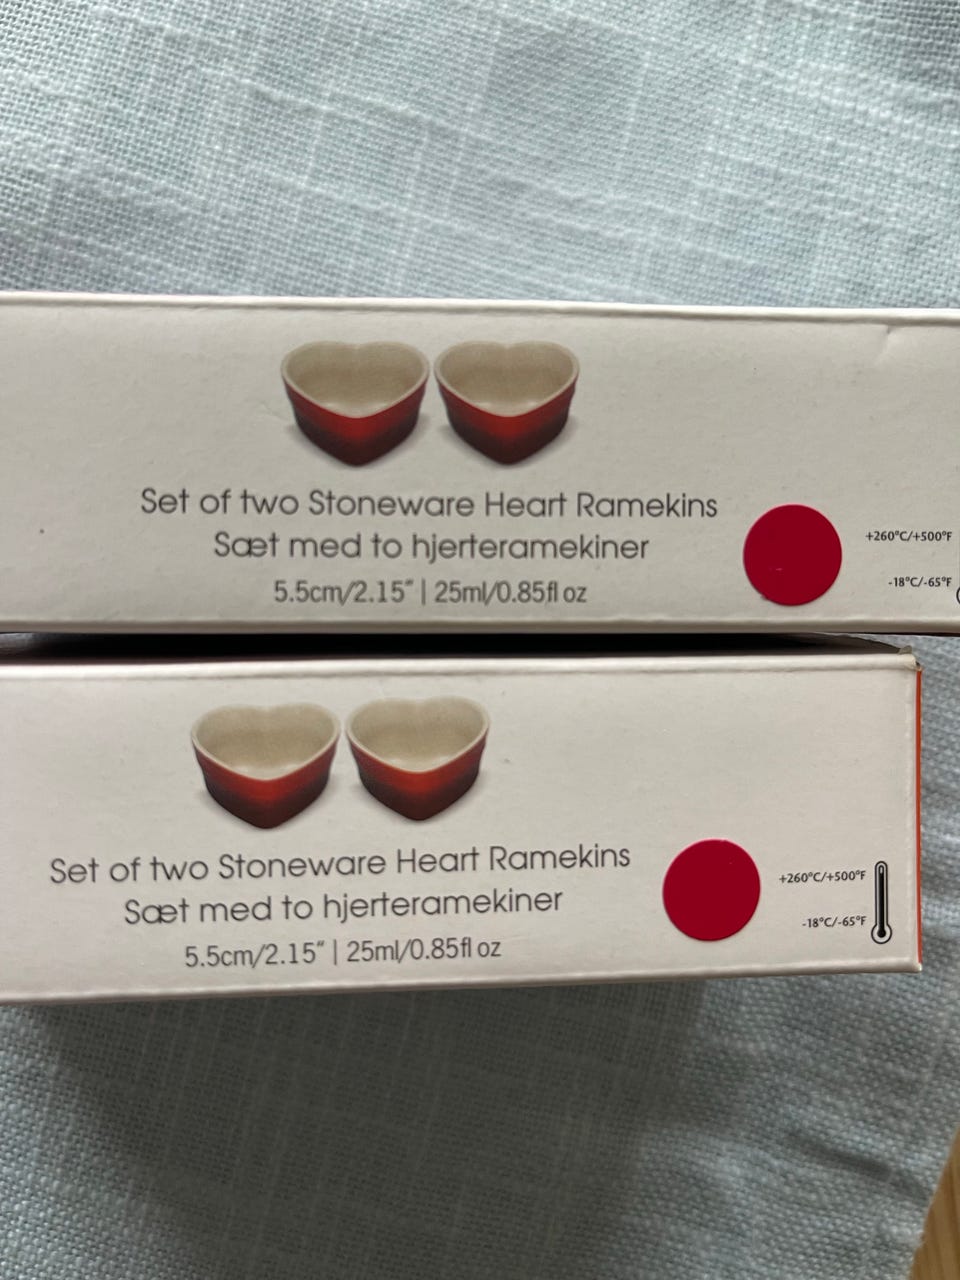 Set of two Stoneware Heart Ramekins
Sæt med to hjerteramekiner
5.5cm/2.15" | 25ml/0.85fl oz
+260°C/+500°F
-18°C/-65°F
Set of two Stoneware Heart Ramekins
Sæt med to hjerteramekiner
5.5cm/2.15" | 25ml/0.85fl oz
+260°C/+500°F
-18°C/-65°F